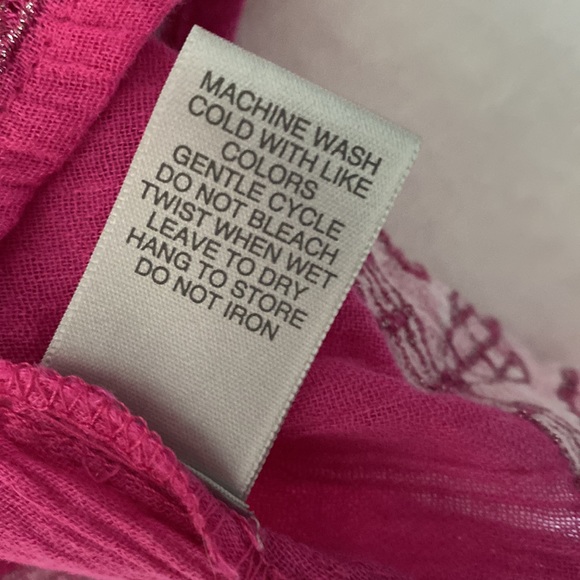 MACHINE WASH
COLD WITH LIKE
COLORS
GENTLE CYCLE
DO NOT BLEACH
TWIST WHEN WET
LEAVE TO DRY
HANG TO STORE
DO NOT IRON